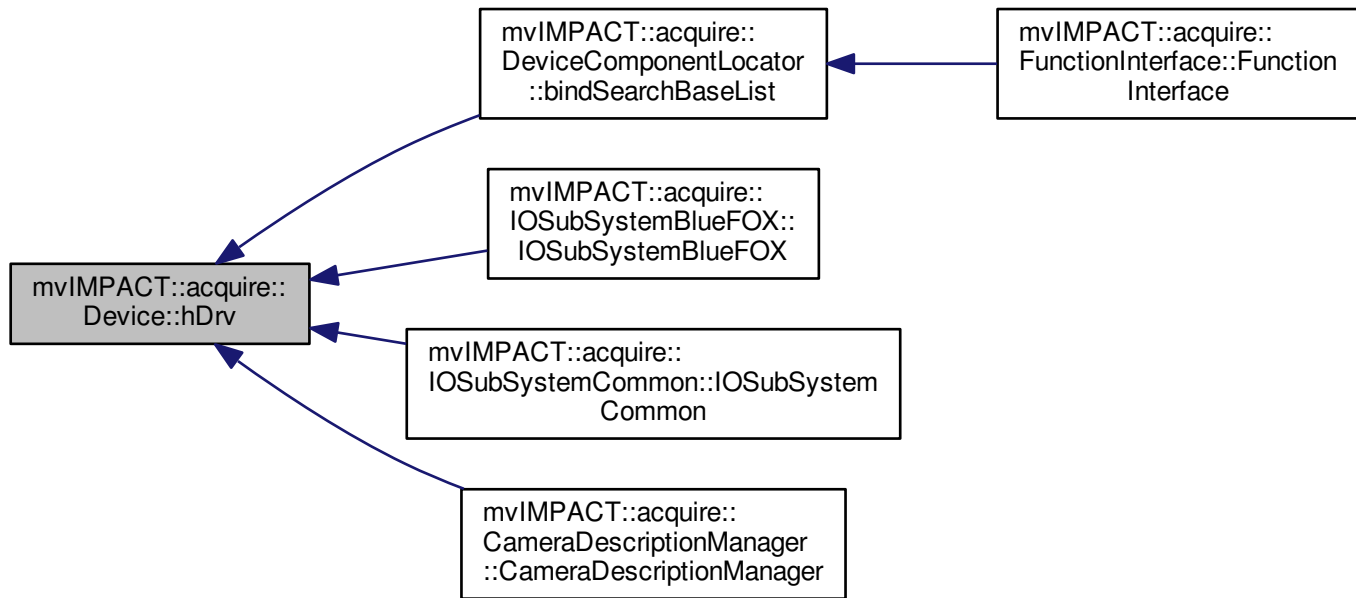 mvIMPACT::acquire::
DeviceComponentLocator
::bindSearchBaseList
mvIMPACT::acquire::
FunctionInterface::Function
Interface
mvIMPACT::acquire::
IOSubSystemBlueFOX::
IOSubSystemBlueFOX
mvIMPACT::acquire::
Device::hDrv
mvIMPACT::acquire::
IOSubSystemCommon::IOSubSystem
Common
mvIMPACT::acquire::
CameraDescriptionManager
::CameraDescriptionManager